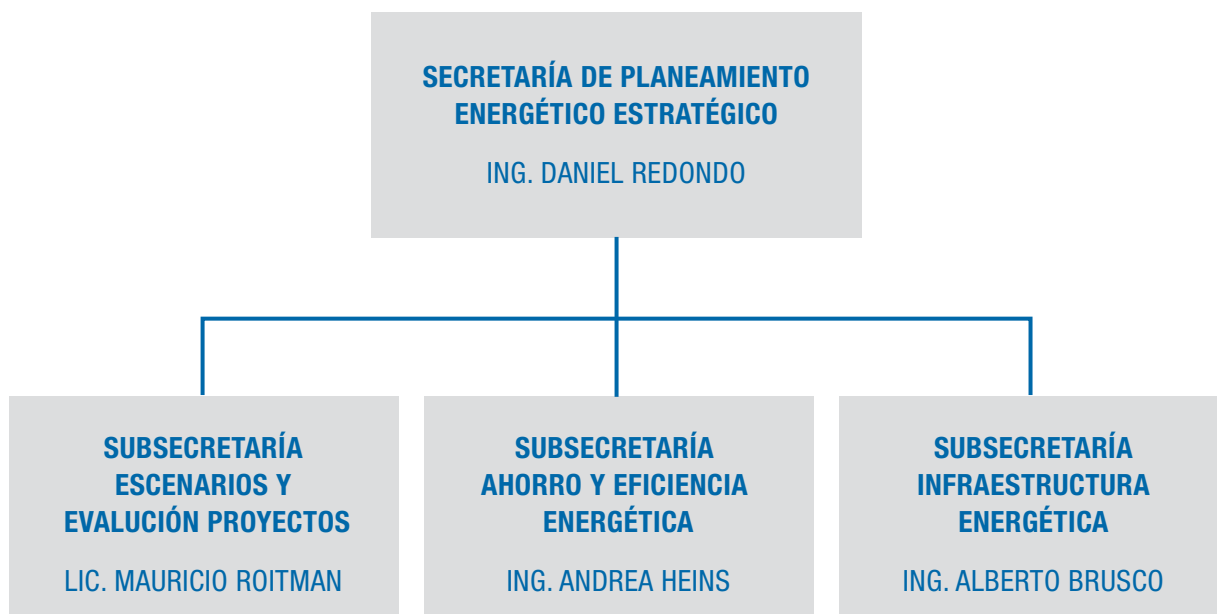 SECRETARÍA DE PLANEAMIENTO
ENERGÉTICO ESTRATÉGICO
ING. DANIEL REDONDO
SUBSECRETARÍA
ESCENARIOS Y
EVALUCIÓN PROYECTOS
LIC. MAURICIO ROITMAN
SUBSECRETARÍA
AHORRO Y EFICIENCIA
ENERGÉTICA
ING. ANDREA HEINS
SUBSECRETARÍA
INFRAESTRUCTURA
ENERGÉTICA
ING. ALBERTO BRUSCO